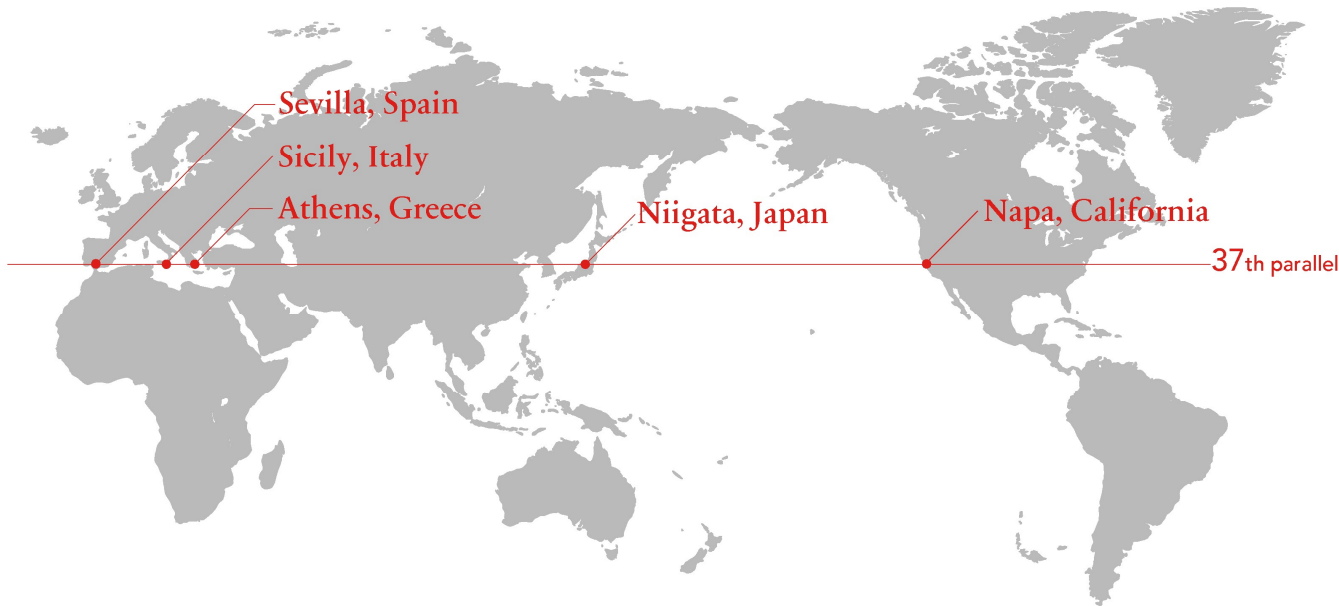 Sevilla, Spain
Sicily, Italy
Athens, Greece
Niigata, Japan
Napa, California
37th parallel